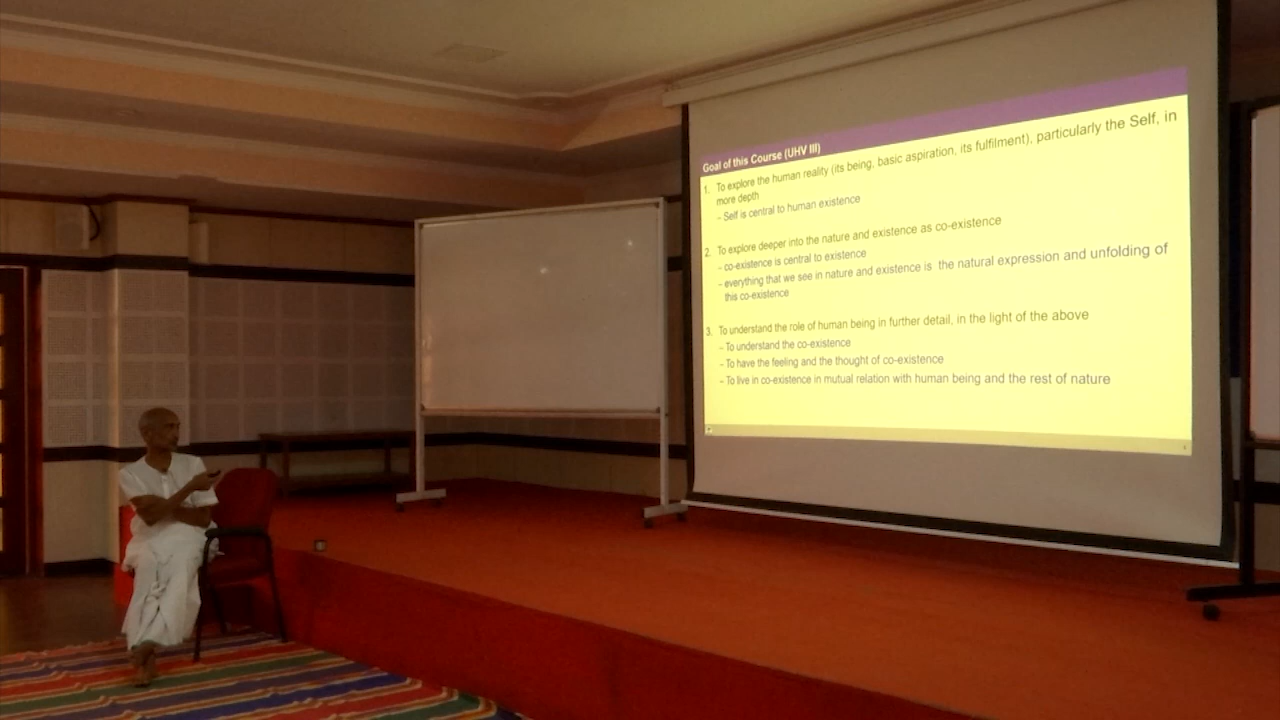 Goal of this Course (UHV III)
1. To explore the human reality (its being, basic aspiration, its fulfilment), particularly the Self, in
more depth
– Self is central to human existence
2. To explore deeper into the nature and existence as co-existence
– co-existence is central to existence
– everything that we see in nature and existence is the natural expression and unfolding of
this co-existence
3. To understand the role of human being in further detail, in the light of the above
– To understand the co-existence
– To have the feeling and the thought of co-existence
– To live in co-existence in mutual relation with human being and the rest of nature